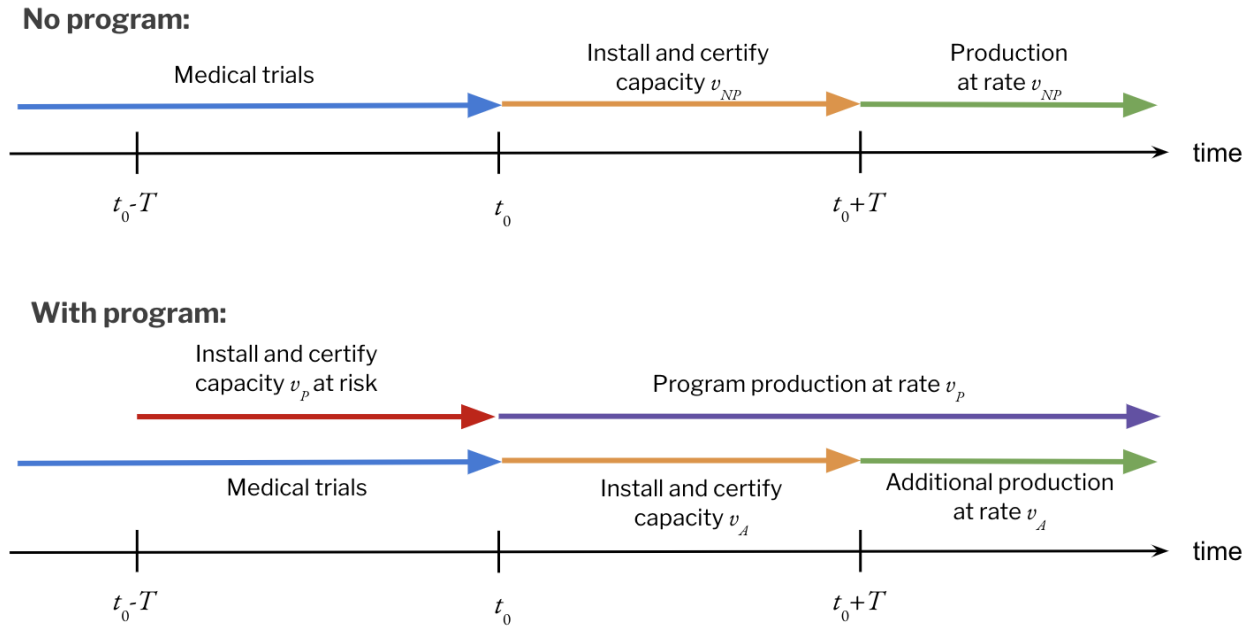 No program:
Medical trials
Install and certify
capacity v_NP
Production
at rate v_NP
time
t_0-T
t_0
t_0+T
With program:
Install and certify
capacity v_P at risk
Program production at rate v_P
Medical trials
Install and certify
capacity v_A
Additional production
at rate v_A
time
t_0-T
t_0
t_0+T